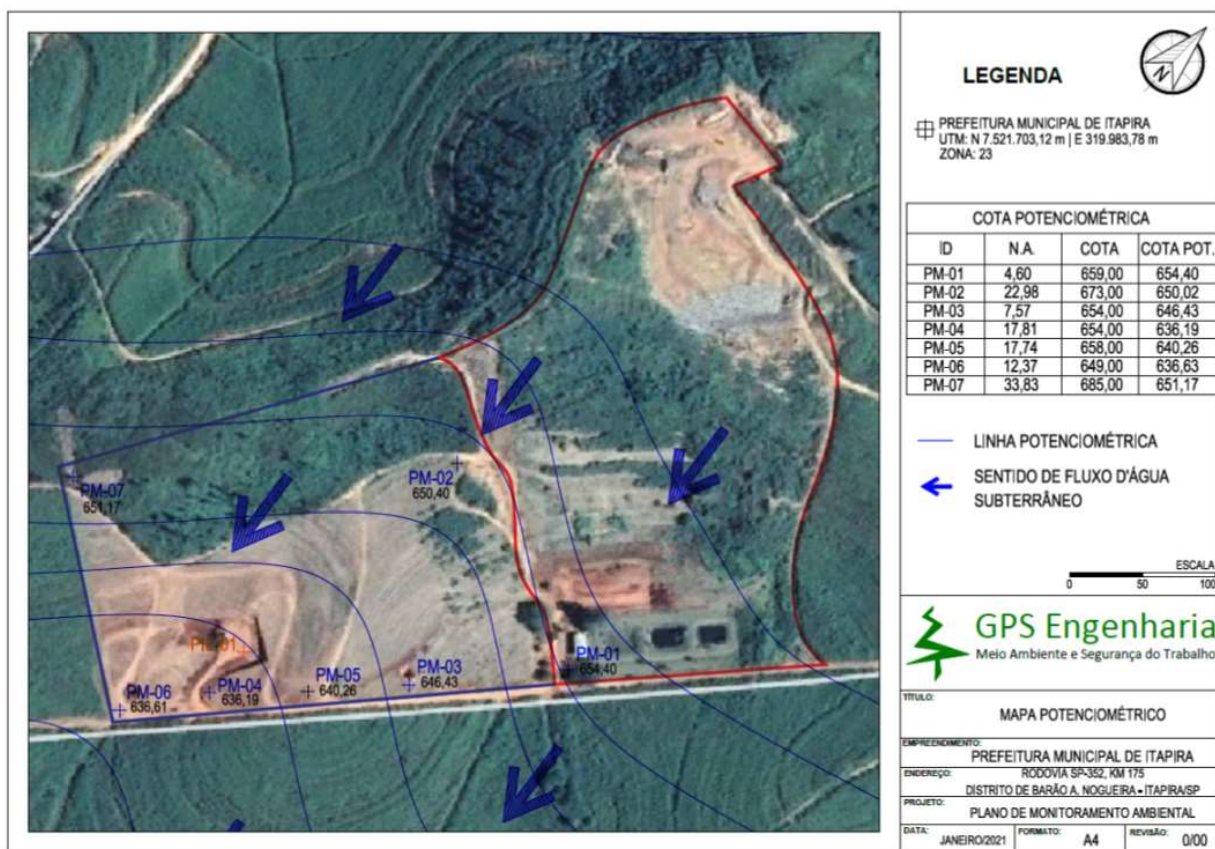 LEGENDA
N
PREFEITURA MUNICIPAL DE ITAPIRA
UTM: N 7.521.703,12 m | E 319.983,78 m
ZONA: 23
COTA POTENCIOMÉTRICA
ID N.A. COTA COTA POT.
PM-01 4,60 659,00 654,40
PM-02 22,98 673,00 650,02
PM-03 7,57 654,00 646,43
PM-04 17,81 654,00 636,19
PM-05 17,74 658,00 640,26
PM-06 12,37 649,00 636,63
PM-07 33,83 685,00 651,17
LINHA POTENCIOMÉTRICA
SENTIDO DE FLUXO D'ÁGUA
SUBTERRÂNEO
ESCALA
0 50 100
GPS Engenharia
Meio Ambiente e Segurança do Trabalho
TÍTULO:
MAPA POTENCIOMÉTRICO
EMPREENDIMENTO:
PREFEITURA MUNICIPAL DE ITAPIRA
ENDEREÇO: RODOVIA SP-352, KM 175
DISTRITO DE BARÃO A. NOGUEIRA - ITAPIRA/SP
PROJETO:
PLANO DE MONITORAMENTO AMBIENTAL
DATA: JANEIRO/2021 FORMATO: A4 REVISÃO: 0/00
PM-02
650,40
PM-07
651,17
PM-01
654,40
PM-03
646,43
PM-05
640,26
PM-04
636,19
PM-06
636,61